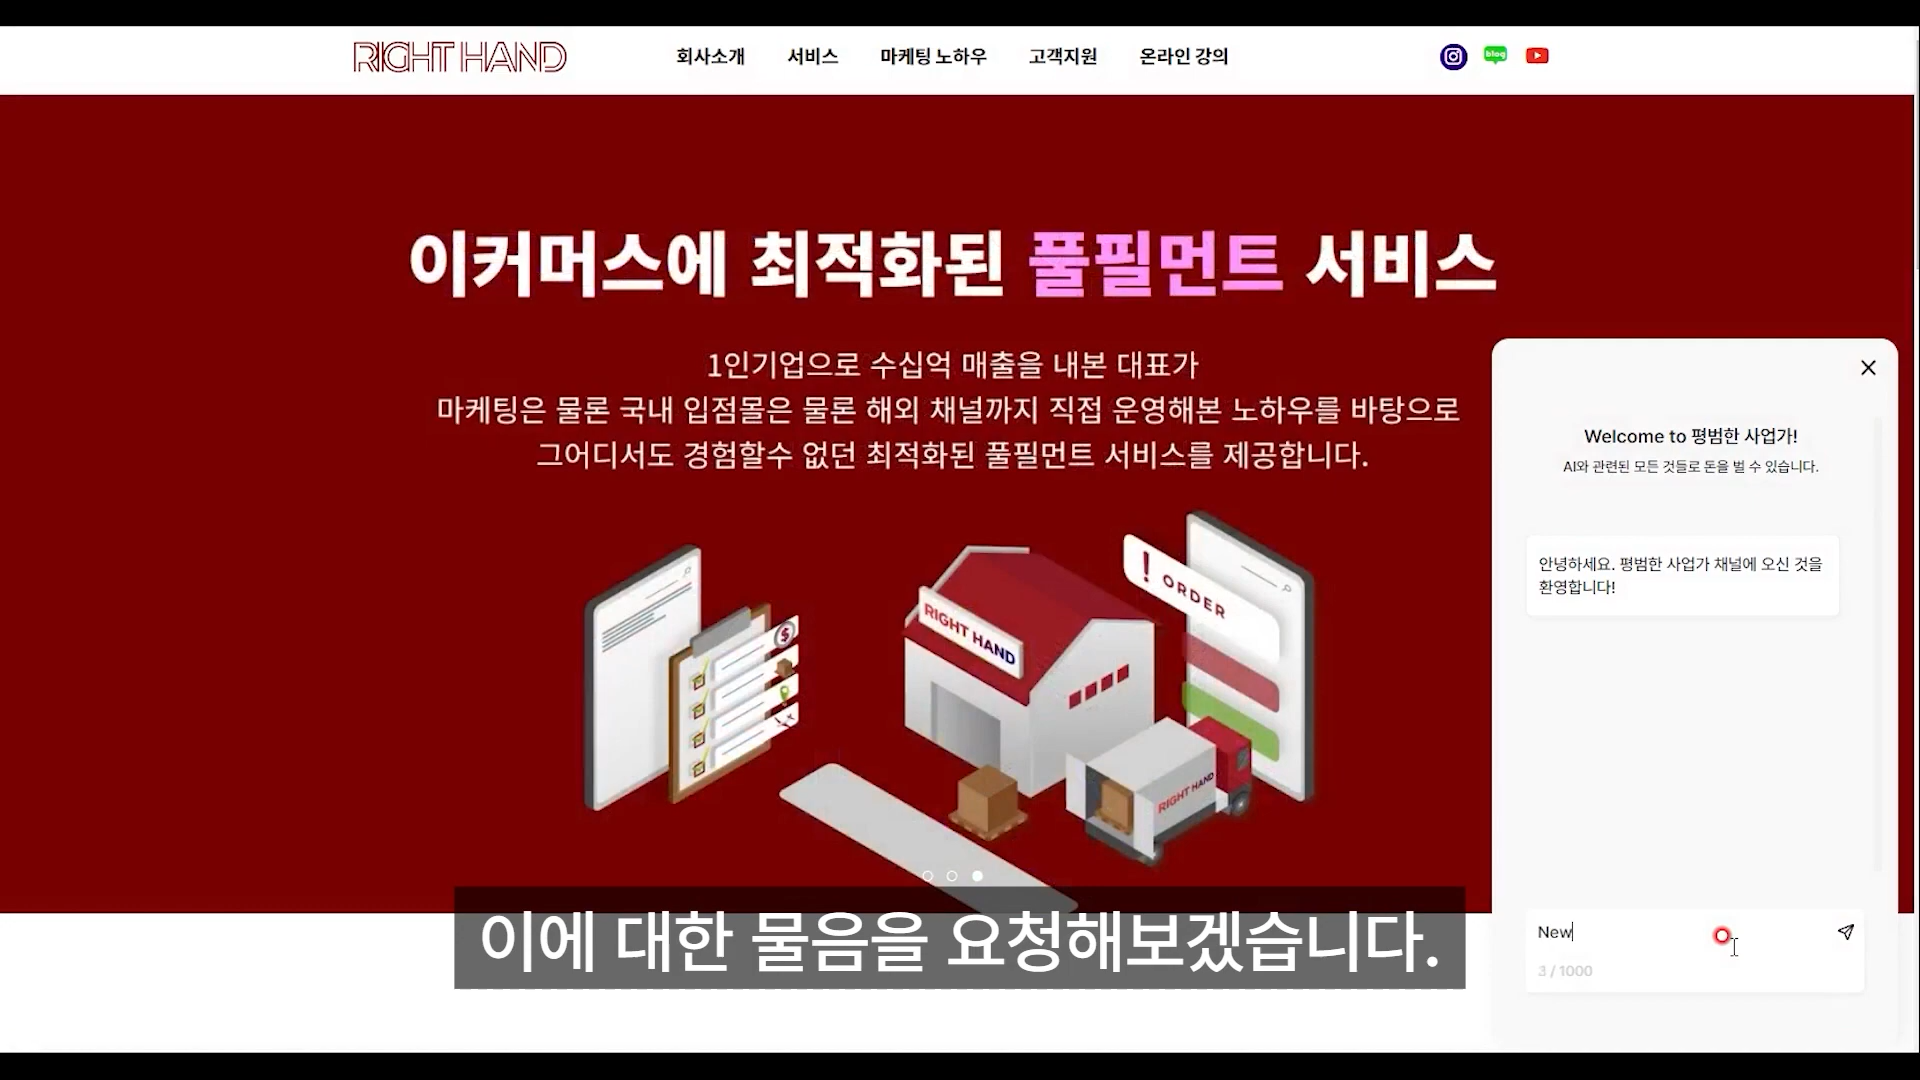 RIGHT HAND
회사소개
서비스
마케팅 노하우
고객지원
온라인 강의
blog
이커머스에 최적화된 풀필먼트 서비스
1인기업으로 수십억 매출을 내본 대표가
마케팅은 물론 국내 입점몰은 물론 해외 채널까지 직접 운영해본 노하우를 바탕으로
그어디서도 경험할수 없던 최적화된 풀필먼트 서비스를 제공합니다.
! ORDER
RIGHT HAND
$
RIGHT HAND
Welcome to 평범한 사업가!
AI와 관련된 모든 것들로 돈을 벌 수 있습니다.
안녕하세요. 평범한 사업가 채널에 오신 것을
환영합니다!
New
3 / 1000
이에 대한 물음을 요청해보겠습니다.